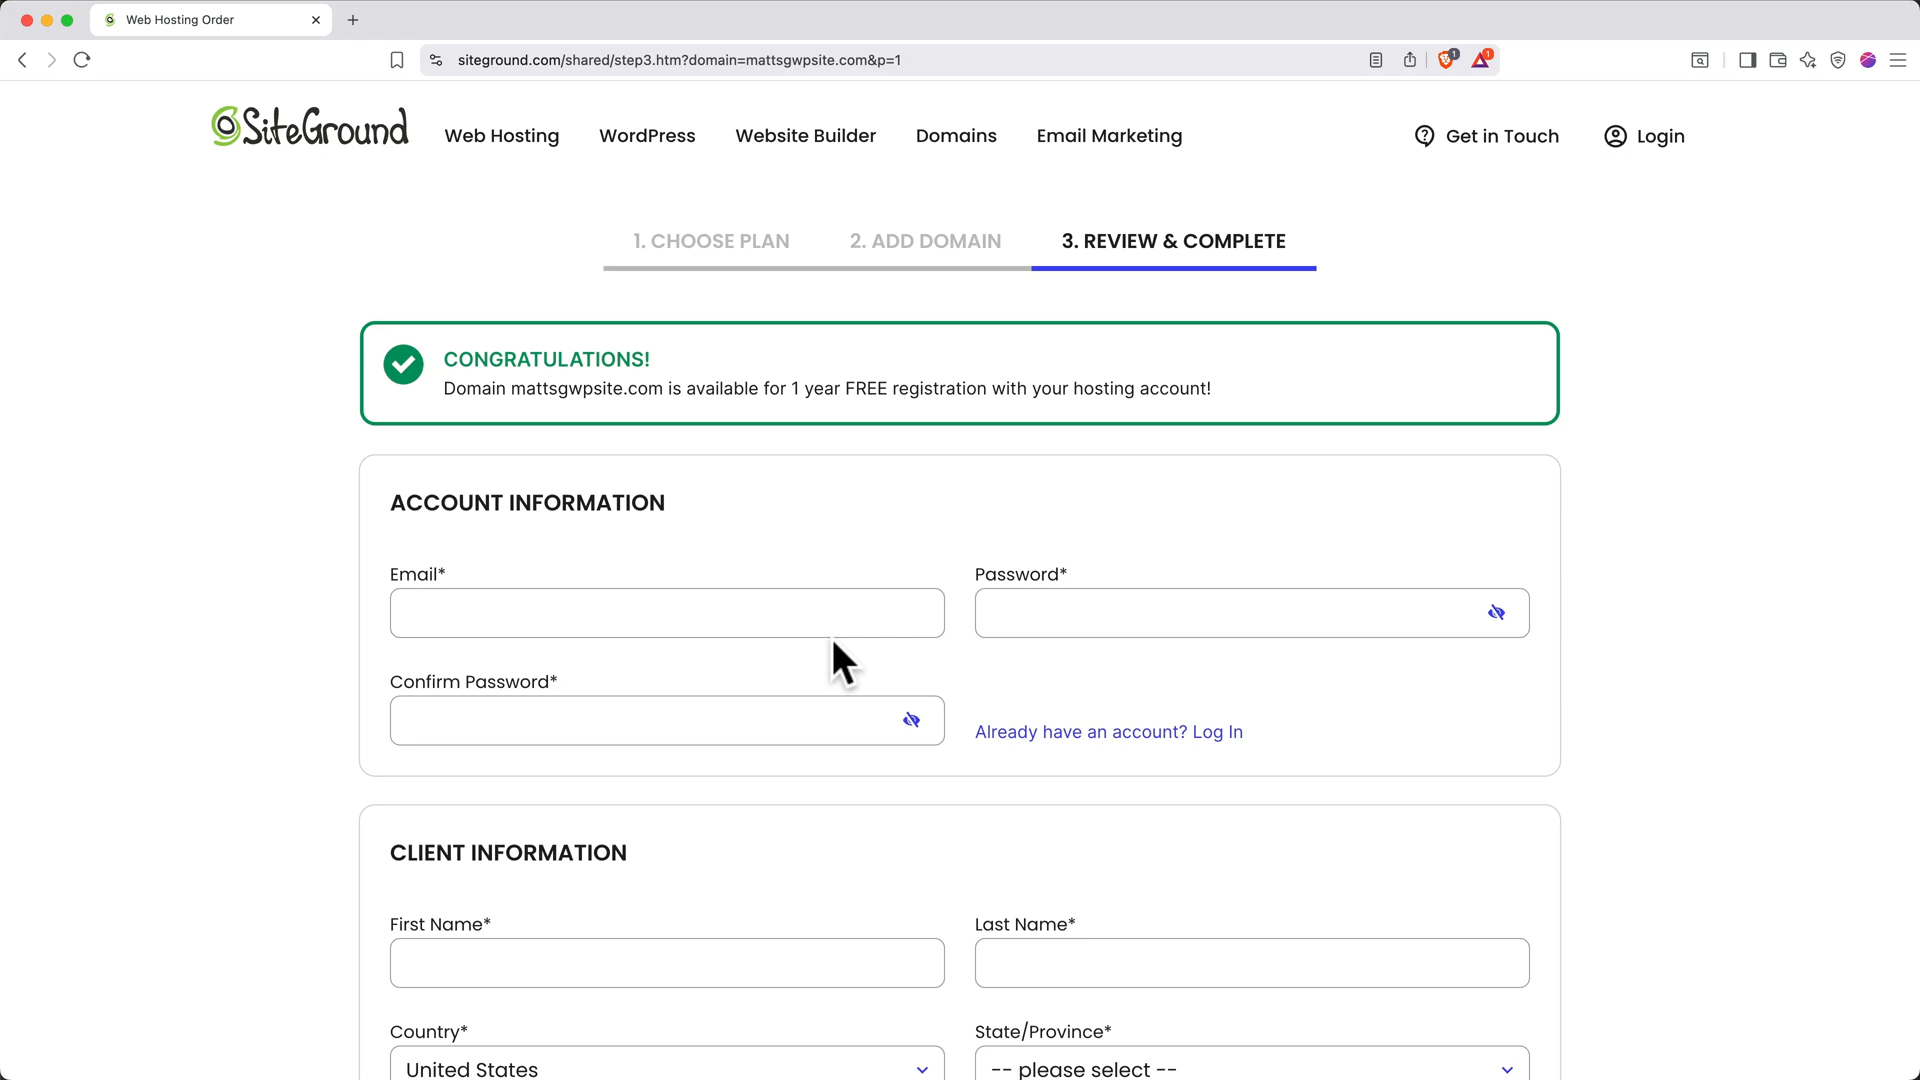 Web Hosting Order
siteground.com/shared/step3.htm?domain=mattsgwpsite.com&p=1
1
1
SiteGround
Web Hosting
WordPress
Website Builder
Domains
Email Marketing
Get in Touch
Login
1. CHOOSE PLAN
2. ADD DOMAIN
3. REVIEW & COMPLETE
CONGRATULATIONS!
Domain mattsgwpsite.com is available for 1 year FREE registration with your hosting account!
ACCOUNT INFORMATION
Email*
Password*
Confirm Password*
Already have an account? Log In
CLIENT INFORMATION
First Name*
Last Name*
Country*
State/Province*
United States
-- please select --